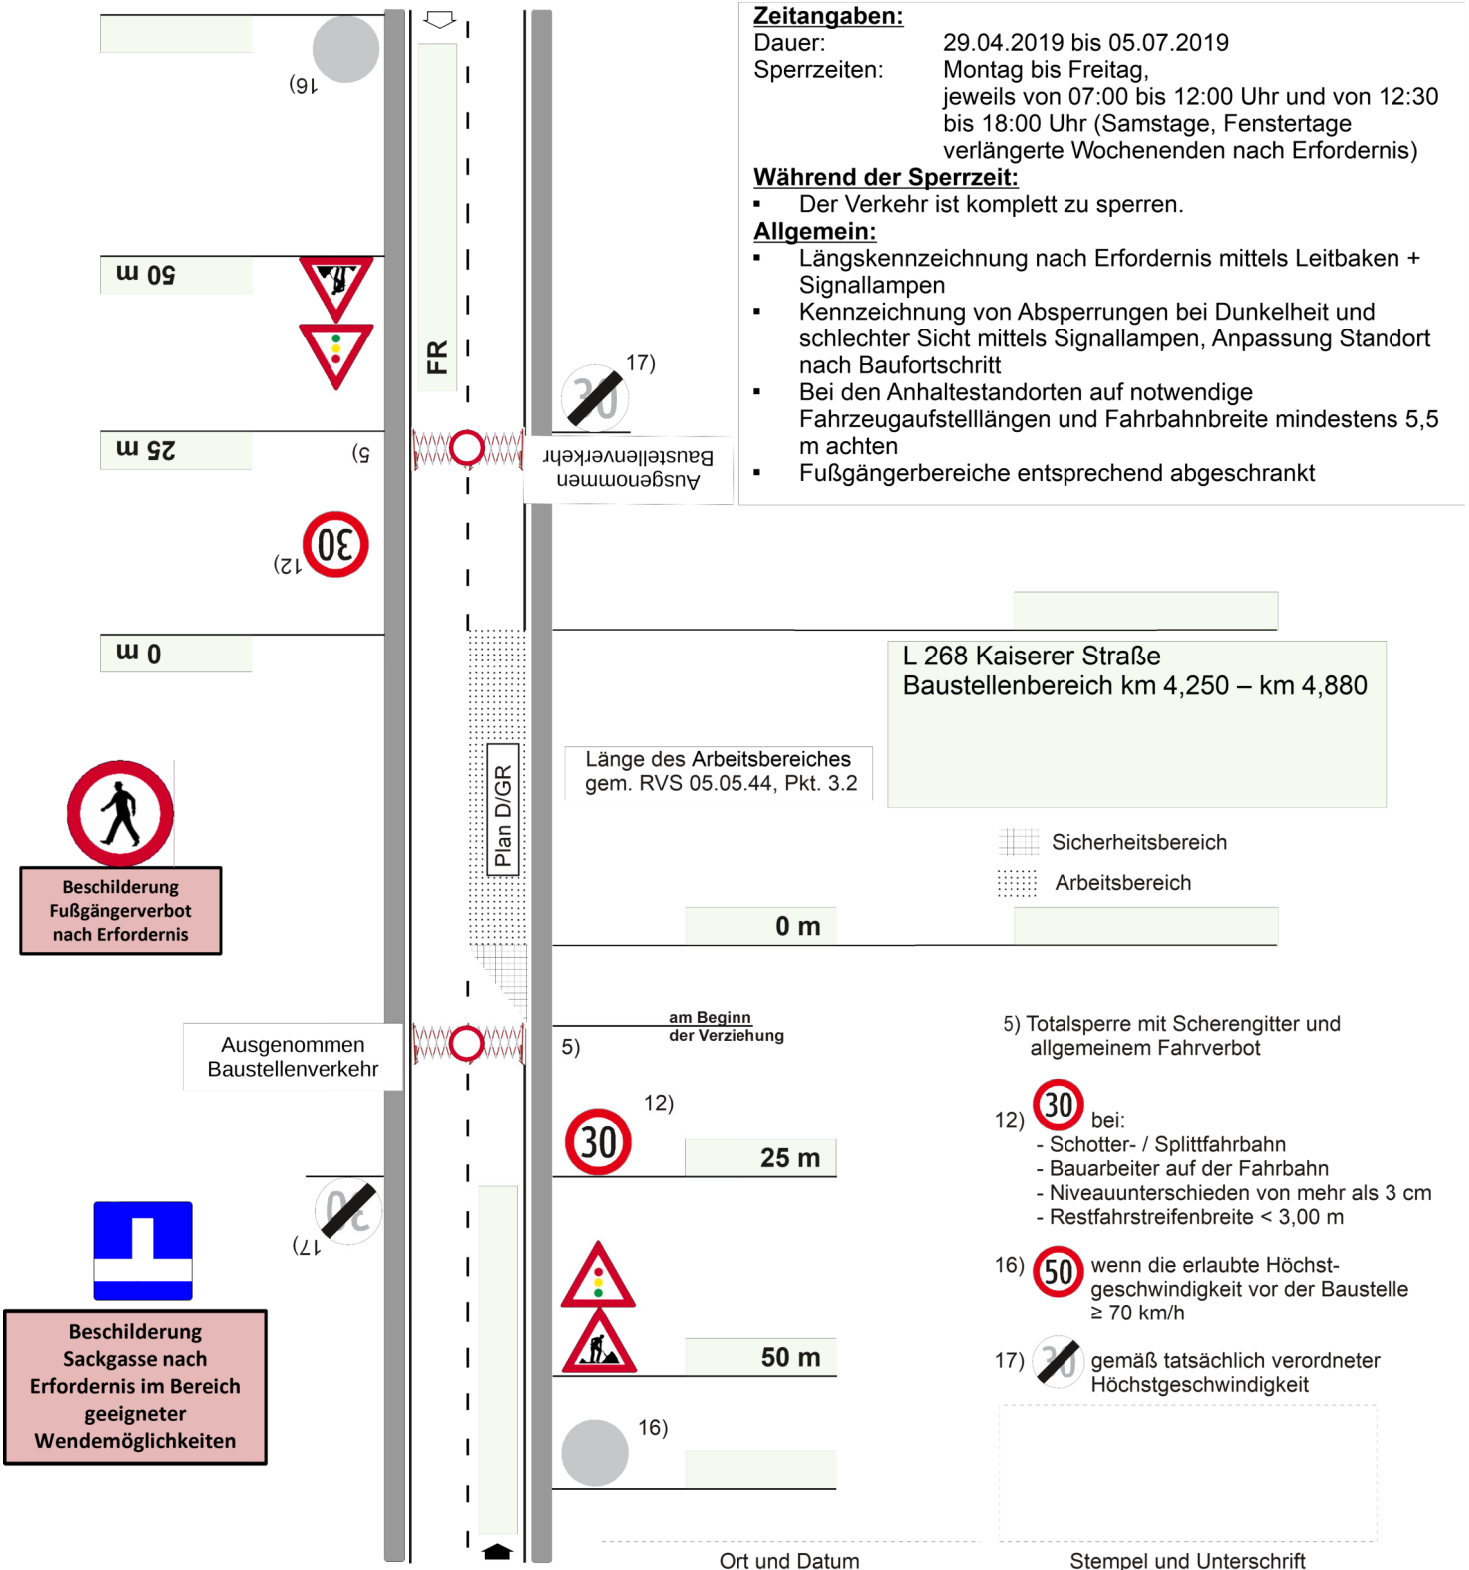 Zeitangaben:
Dauer: 29.04.2019 bis 05.07.2019
Sperrzeiten: Montag bis Freitag,
jeweils von 07:00 bis 12:00 Uhr und von 12:30
bis 18:00 Uhr (Samstage, Fenstertage
verlängerte Wochenenden nach Erfordernis)
Während der Sperrzeit:
▪ Der Verkehr ist komplett zu sperren.
Allgemein:
▪ Längskennzeichnung nach Erfordernis mittels Leitbaken +
Signallampen
▪ Kennzeichnung von Absperrungen bei Dunkelheit und
schlechter Sicht mittels Signallampen, Anpassung Standort
nach Baufortschritt
▪ Bei den Anhaltestandorten auf notwendige
Fahrzeugaufstelllängen und Fahrbahnbreite mindestens 5,5
m achten
▪ Fußgängerbereiche entsprechend abgeschrankt
16)
50 m
FR
30
17)
25 m
5)
Ausgenommen
Baustellenverkehr
12)
30
0 m
L 268 Kaiserer Straße
Baustellenbereich km 4,250 – km 4,880
Länge des Arbeitsbereiches
gem. RVS 05.05.44, Pkt. 3.2
Plan D/GR
Sicherheitsbereich
Arbeitsbereich
Beschilderung
Fußgängerverbot
nach Erfordernis
0 m
am Beginn
der Verziehung
Ausgenommen
Baustellenverkehr
5)
12)
30
25 m
30
17)
Beschilderung
Sackgasse nach
Erfordernis im Bereich
geeigneter
Wendemöglichkeiten
50 m
16)
5) Totalsperre mit Scherengitter und
allgemeinem Fahrverbot
12) 30 bei:
- Schotter- / Splittfahrbahn
- Bauarbeiter auf der Fahrbahn
- Niveauunterschieden von mehr als 3 cm
- Restfahrstreifenbreite < 3,00 m
16) 50 wenn die erlaubte Höchst-
geschwindigkeit vor der Baustelle
≥ 70 km/h
17) 30 gemäß tatsächlich verordneter
Höchstgeschwindigkeit
Ort und Datum
Stempel und Unterschrift